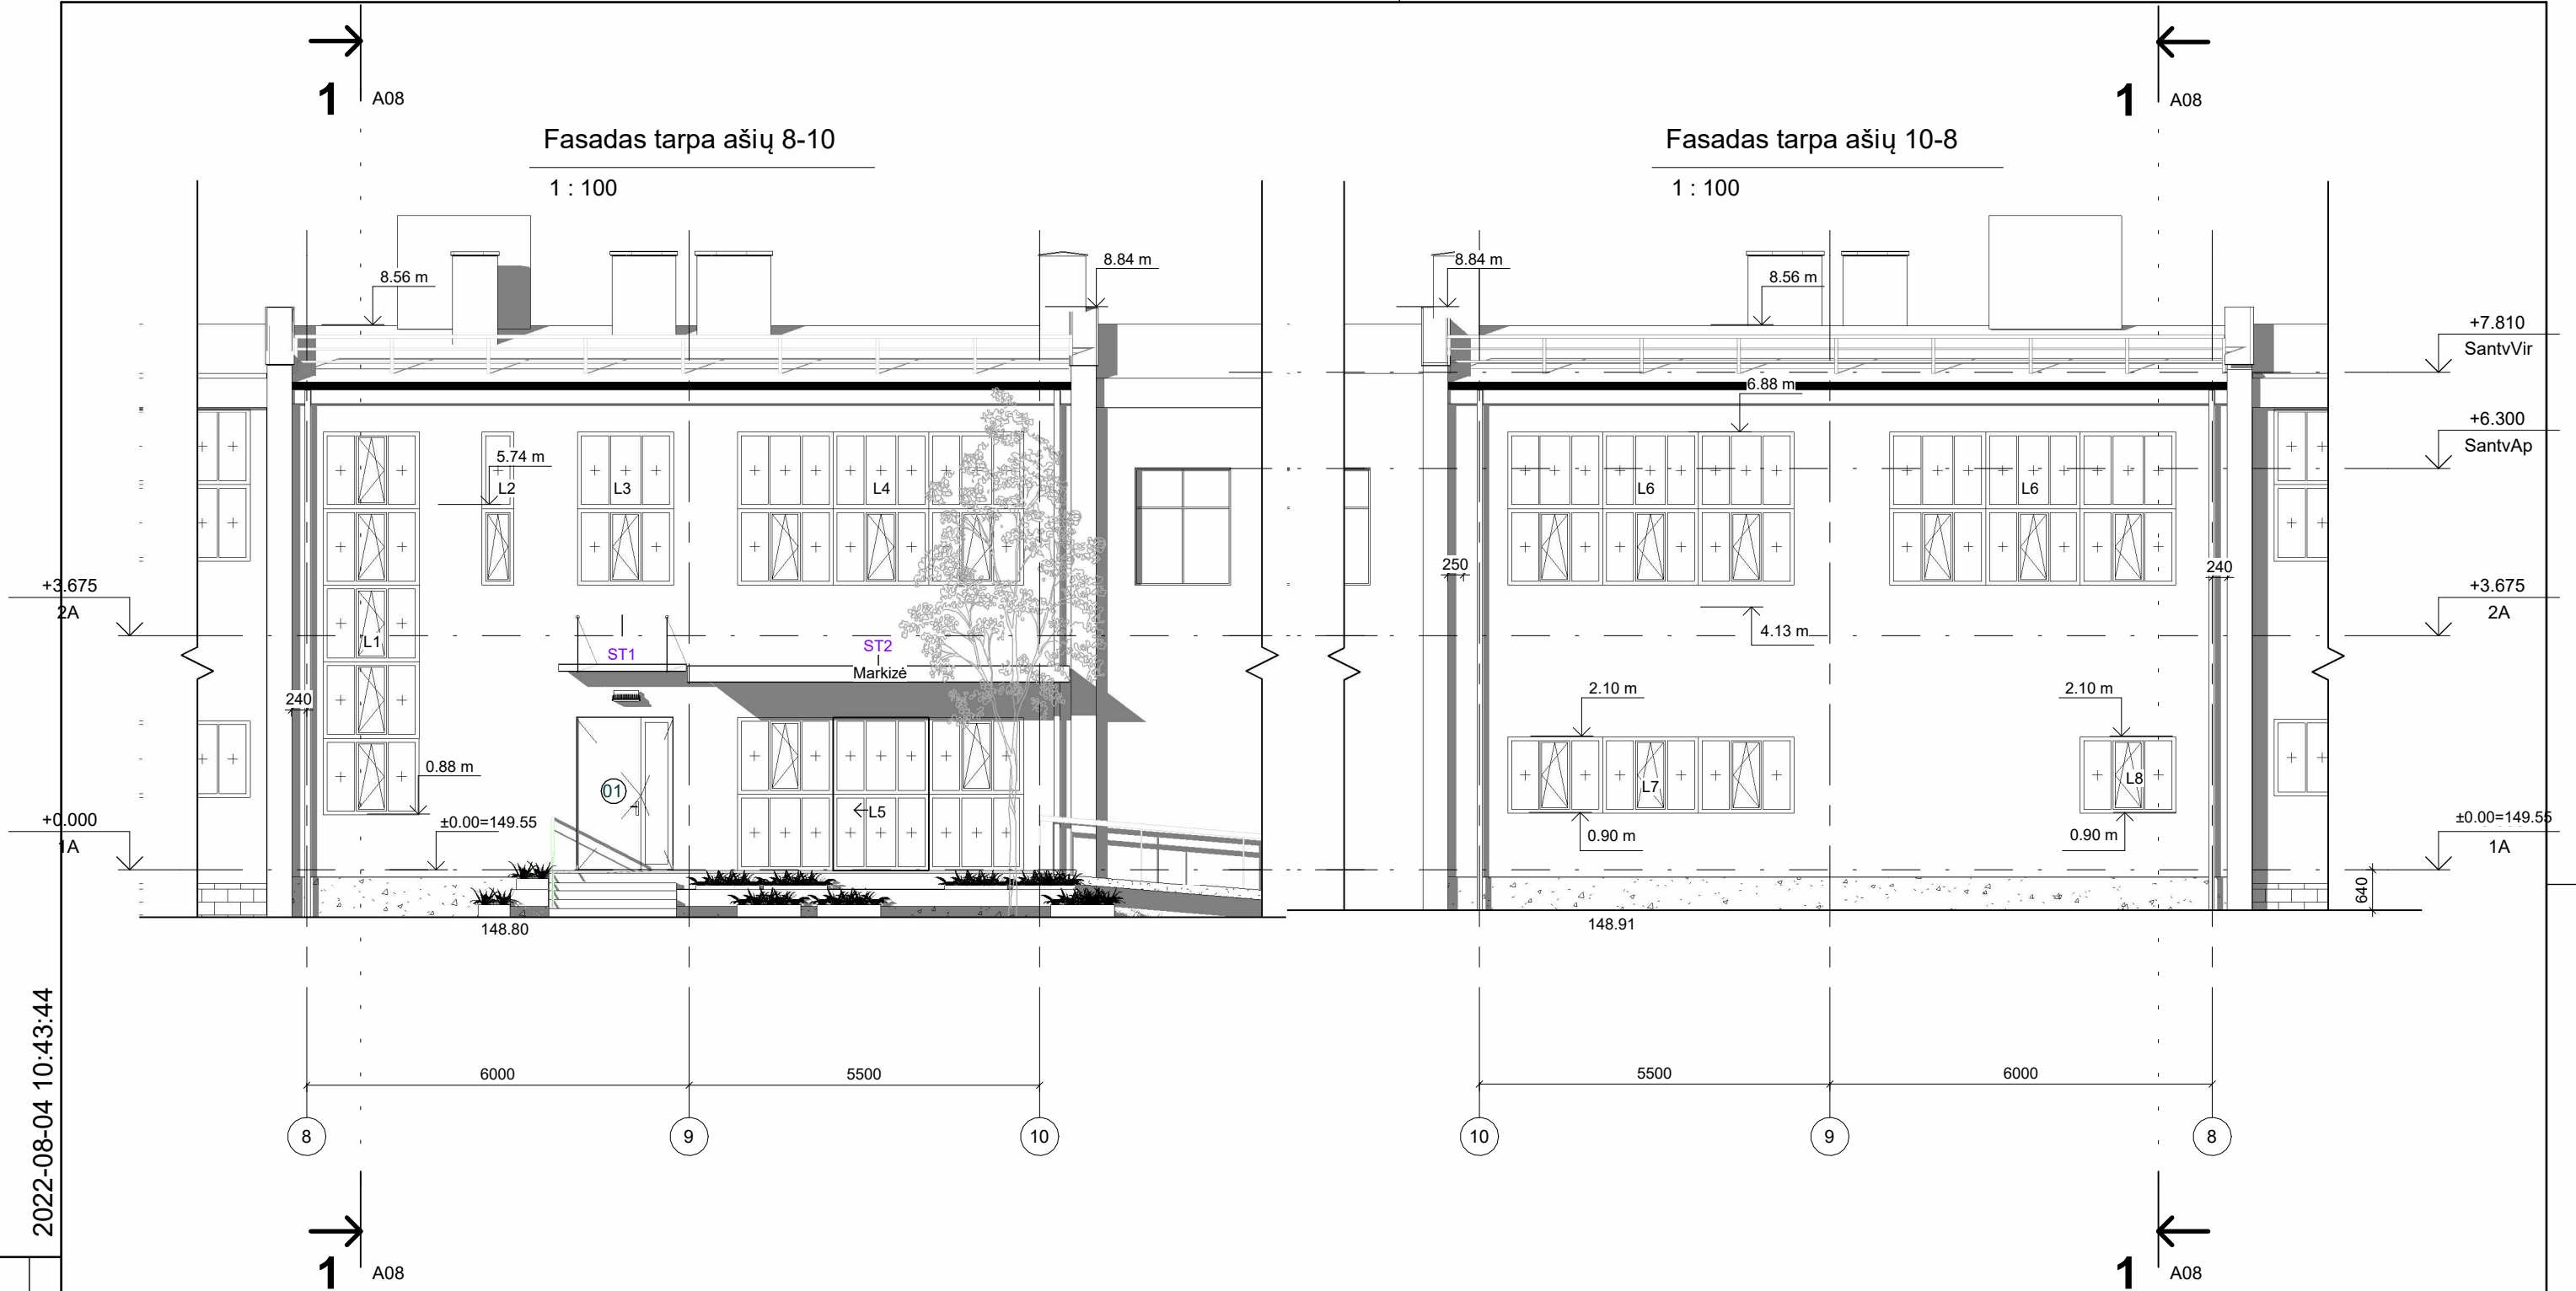 1 A08
1 A08
Fasadas tarpa ašių 8-10
1 : 100
Fasadas tarpa ašių 10-8
1 : 100
8.56 m
8.84 m
8.84 m
8.56 m
+7.810
SantvVir
6.88 m
+6.300
SantvAp
5.74 m
L2
L3
L4
L6
L6
250
240
+3.675
2A
+3.675
2A
L1
ST1
ST2
Markizė
4.13 m
240
2.10 m
2.10 m
0.88 m
01
L5
L7
L8
+0.000
1A
±0.00=149.55
0.90 m
0.90 m
±0.00=149.55
1A
640
148.80
148.91
6000
5500
5500
6000
8
9
10
10
9
8
2022-08-04 10:43:44
1 A08
1 A08